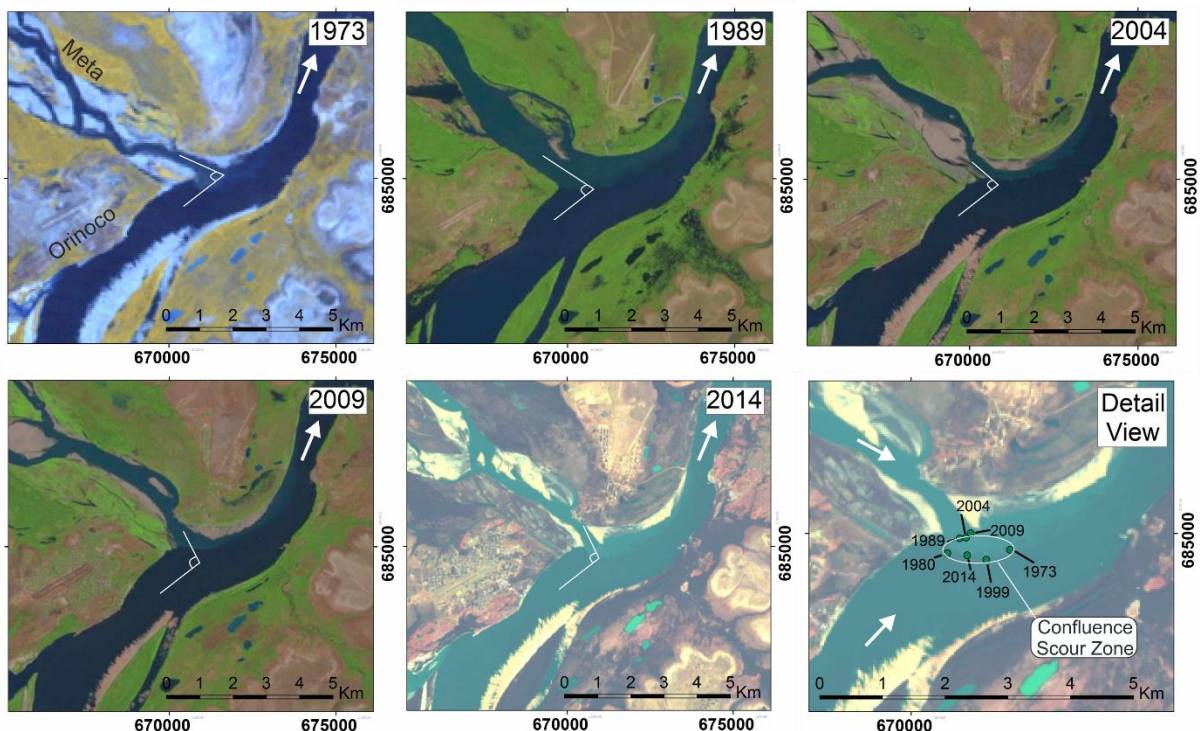 1973
Meta
Orinoco
0 1 2 3 4 5
Km
670000
675000
685000
1989
0 1 2 3 4 5
Km
670000
675000
685000
2004
0 1 2 3 4 5
Km
670000
675000
685000
2009
0 1 2 3 4 5
Km
670000
675000
685000
2014
0 1 2 3 4 5
Km
670000
675000
685000
Detail
View
2004
2009
1989
1980
2014
1999
1973
Confluence
Scour Zone
0 1 2 3 4 5
Km
670000